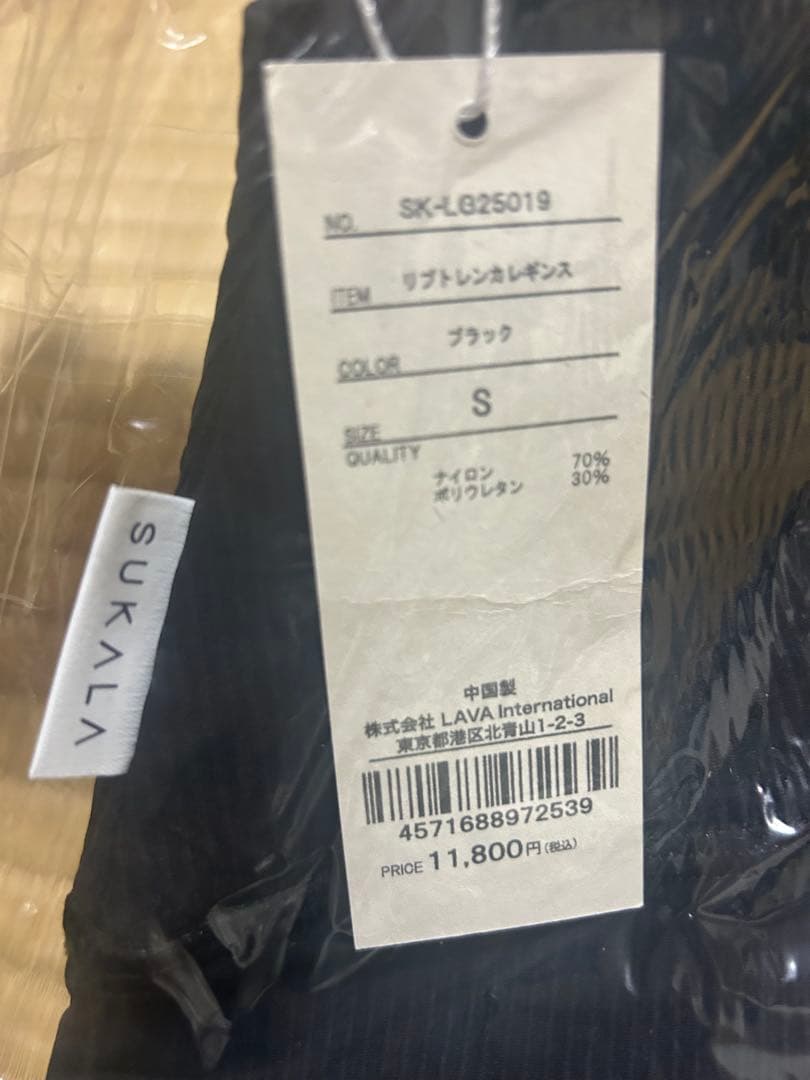 NO. SK-LG25019
ITEM リブトレンカレギンス
COLOR ブラック
SIZE S
QUALITY
ナイロン 70%
ポリウレタン 30%
中国製
株式会社 LAVA International
東京都港区北青山1-2-3
4571688972539
PRICE 11,800円(税込)
SUKALA